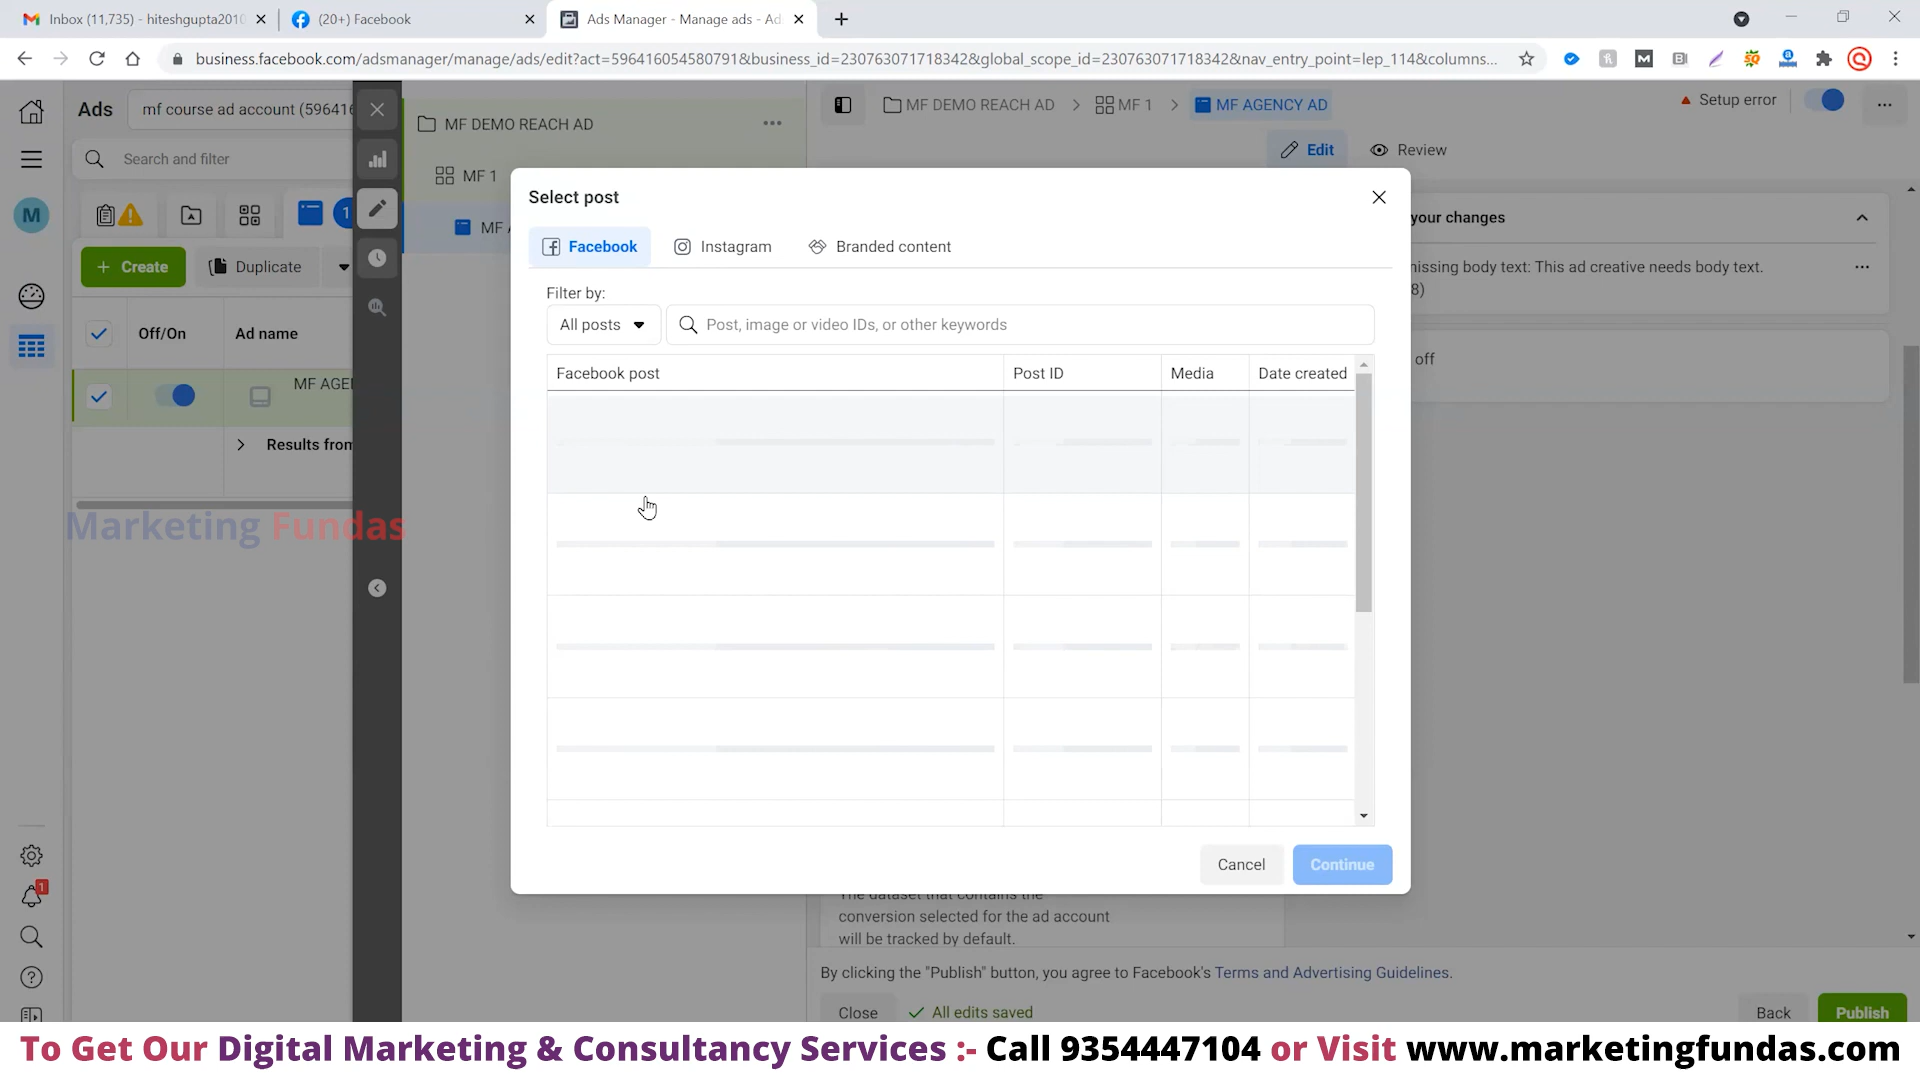 Inbox (11,735) - hiteshgupta2010
(20+) Facebook
Ads Manager - Manage ads - Ad
business.facebook.com/adsmanager/manage/ads/edit?act=596416054580791&business_id=230763071718342&global_scope_id=230763071718342&nav_entry_point=lep_114&columns...
Ads
mf course ad account (59641
Search and filter
M
1
Create
Duplicate
Off/On
Ad name
MF AGE
Results from
MF DEMO REACH AD
MF 1
MF
MF DEMO REACH AD
MF 1
MF AGENCY AD
Setup error
Edit
Review
your changes
missing body text: This ad creative needs body text.
8)
off
Select post
Facebook
Instagram
Branded content
Filter by:
All posts
Post, image or video IDs, or other keywords
Facebook post
Post ID
Media
Date created
Cancel
Continue
Marketing Fundas
1
The dataset that contains the
conversion selected for the ad account
will be tracked by default.
By clicking the "Publish" button, you agree to Facebook's Terms and Advertising Guidelines.
Close
All edits saved
Back
Publish
To Get Our Digital Marketing & Consultancy Services :- Call 9354447104 or Visit www.marketingfundas.com